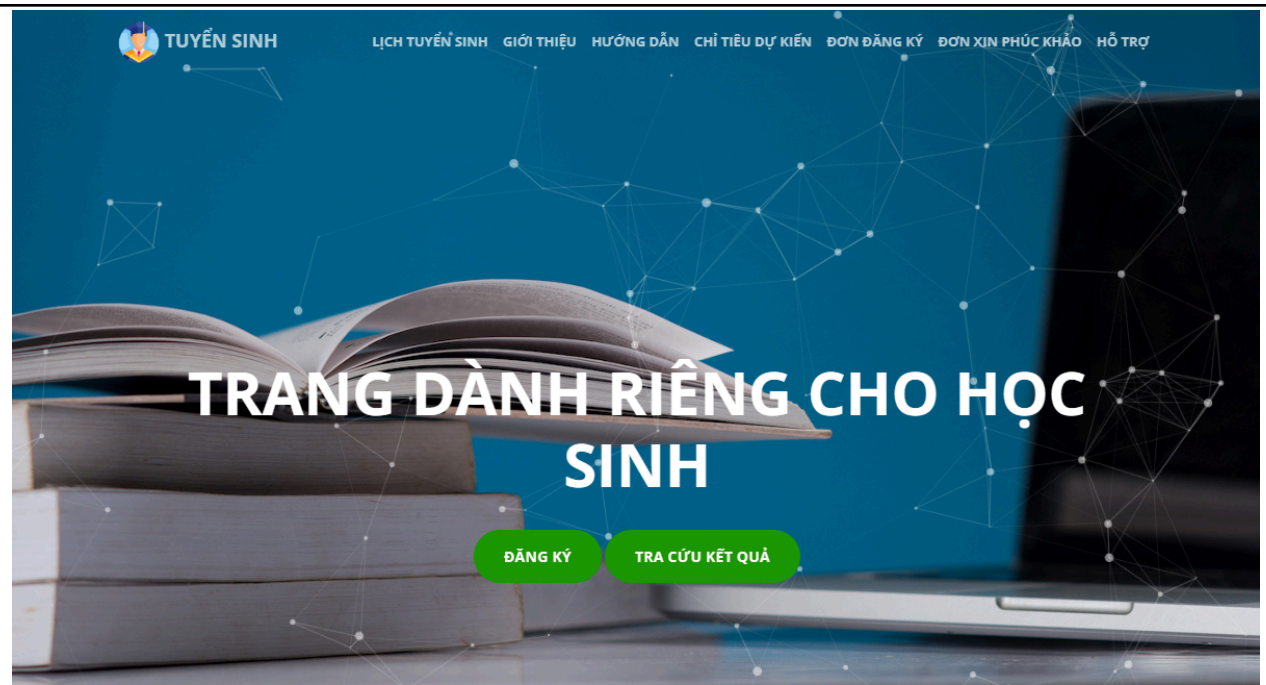 TUYỂN SINH
LỊCH TUYỂN SINH GIỚI THIỆU HƯỚNG DẪN CHỈ TIÊU DỰ KIẾN ĐƠN ĐĂNG KÝ ĐƠN XIN PHÚC KHẢO HỖ TRỢ
TRANG DÀNH RIÊNG CHO HỌC
SINH
ĐĂNG KÝ
TRA CỨU KẾT QUẢ